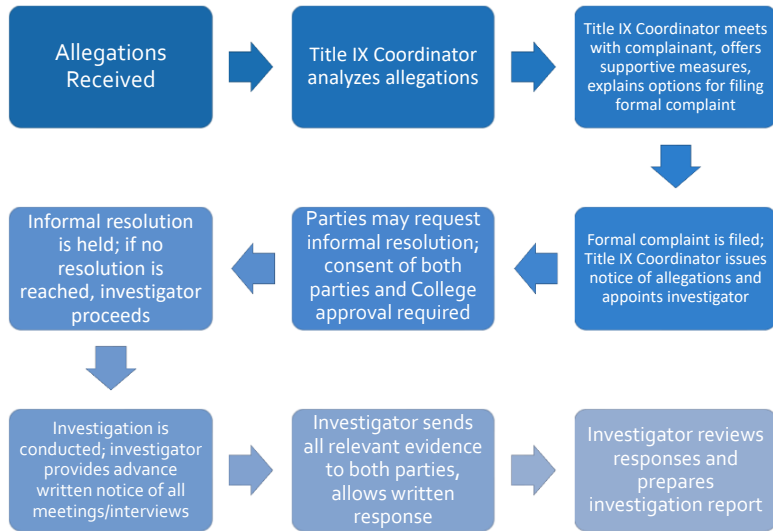 Allegations
Received
Title IX Coordinator
analyzes allegations
Title IX Coordinator meets
with complainant, offers
supportive measures,
explains options for filing
formal complaint
Formal complaint is filed;
Title IX Coordinator issues
notice of allegations and
appoints investigator
Parties may request
informal resolution;
consent of both
parties and College
approval required
Informal resolution
is held; if no
resolution is
reached, investigator
proceeds
Investigation is
conducted; investigator
provides advance
written notice of all
meetings/interviews
Investigator sends
all relevant evidence
to both parties,
allows written
response
Investigator reviews
responses and
prepares
investigation report